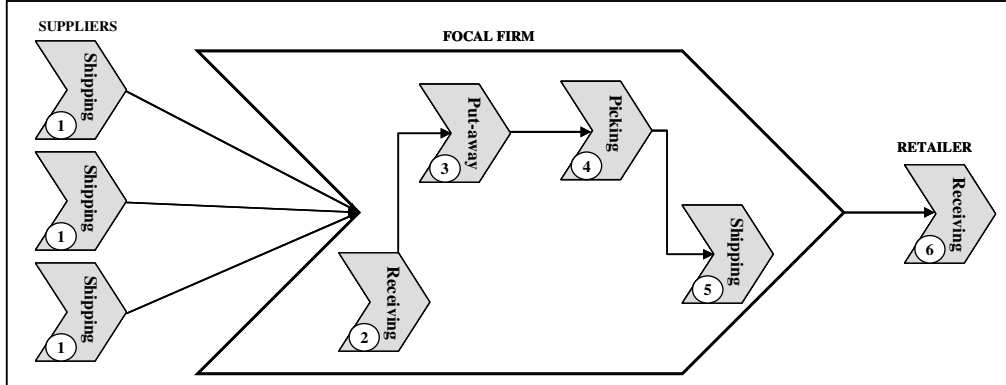 SUPPLIERS
Shipping
1
Shipping
1
Shipping
1
FOCAL FIRM
Receiving
2
Put-away
3
Picking
4
Shipping
5
RETAILER
Receiving
6